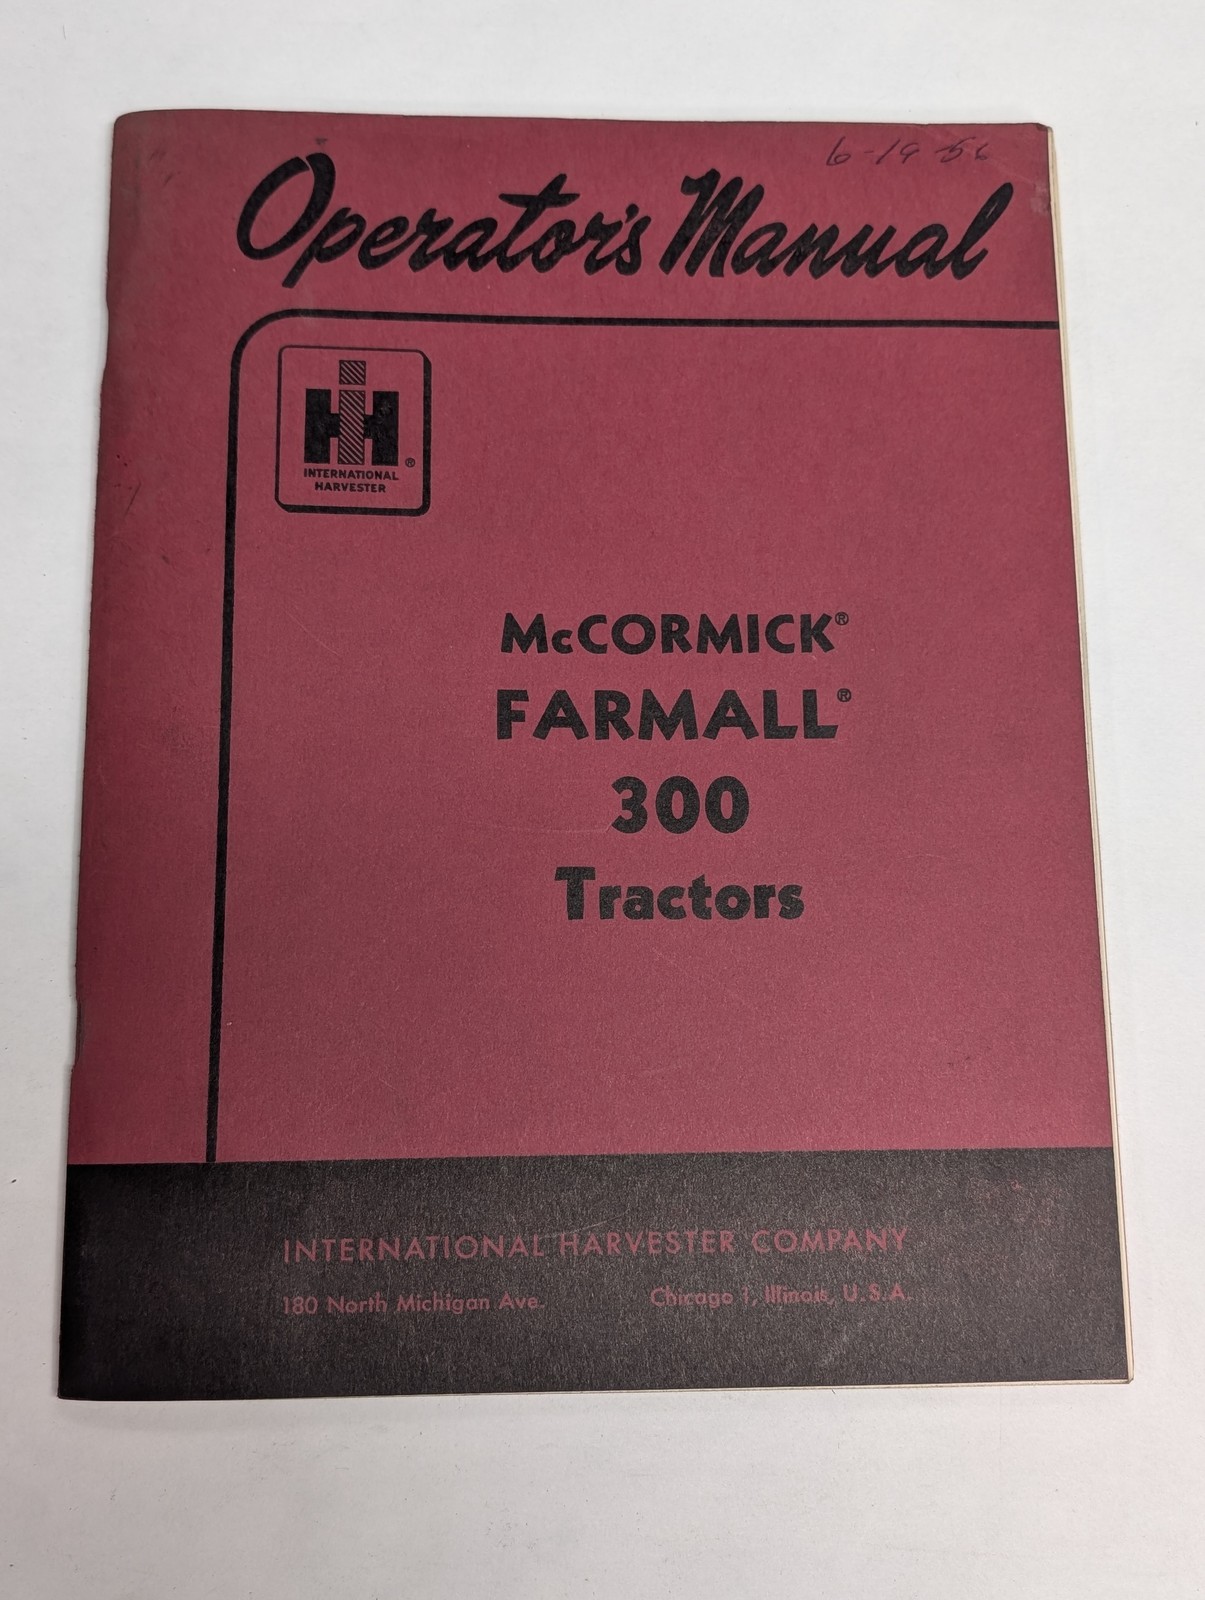 6-19-56
Operator's Manual
IH ®
INTERNATIONAL
HARVESTER
McCORMICK®
FARMALL®
300
Tractors
INTERNATIONAL HARVESTER COMPANY
180 North Michigan Ave. Chicago 1, Illinois, U.S.A.